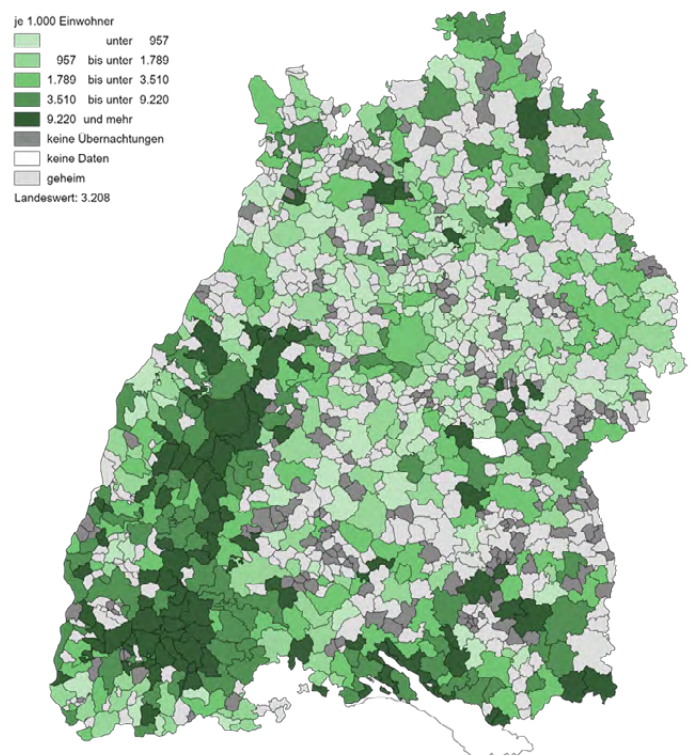 je 1.000 Einwohner
unter 957
957 bis unter 1.789
1.789 bis unter 3.510
3.510 bis unter 9.220
9.220 und mehr
keine Übernachtungen
keine Daten
geheim
Landeswert: 3.208